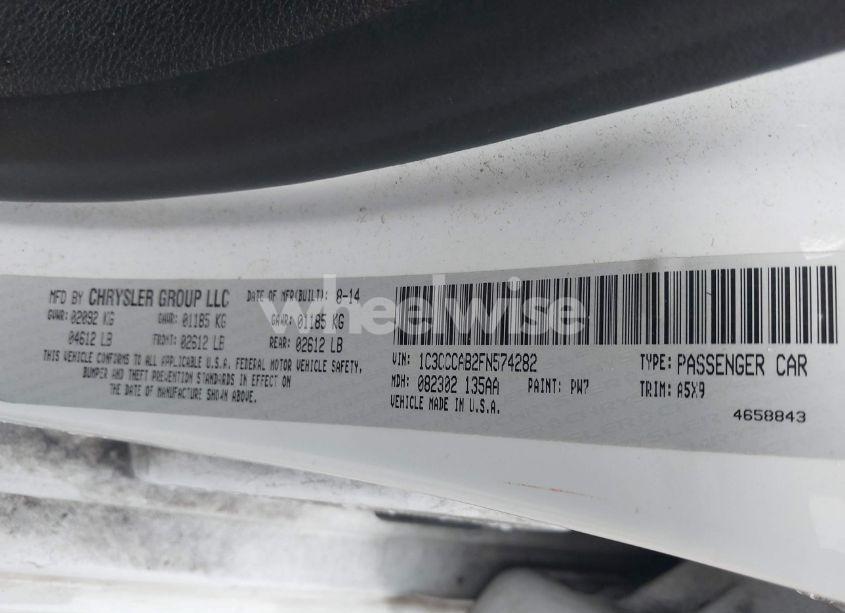 MFD BY CHRYSLER GROUP LLC DATE OF MFR(BUILT): 8-14
GVWR: 02092 KG GAWR: 01185 KG GAWR: 01185 KG
04612 LB FRONT: 02612 LB REAR: 02612 LB
THIS VEHICLE CONFORMS TO ALL APPLICABLE U.S.A. FEDERAL MOTOR VEHICLE SAFETY,
BUMPER AND THEFT PREVENTION STANDARDS IN EFFECT ON
THE DATE OF MANUFACTURE SHOWN ABOVE.
VIN: 1C3CCCAB2FN574282 TYPE: PASSENGER CAR
MDH: 082302 135AA PAINT: PW7 TRIM: A5X9
VEHICLE MADE IN U.S.A.
4658843
wheelwise